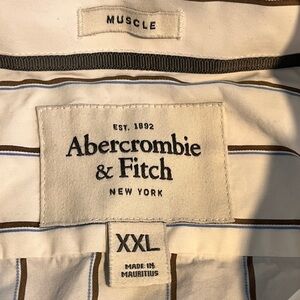 MUSCLE
EST. 1892
Abercrombie
& Fitch
NEW YORK
XXL
MADE IN
MAURITIUS